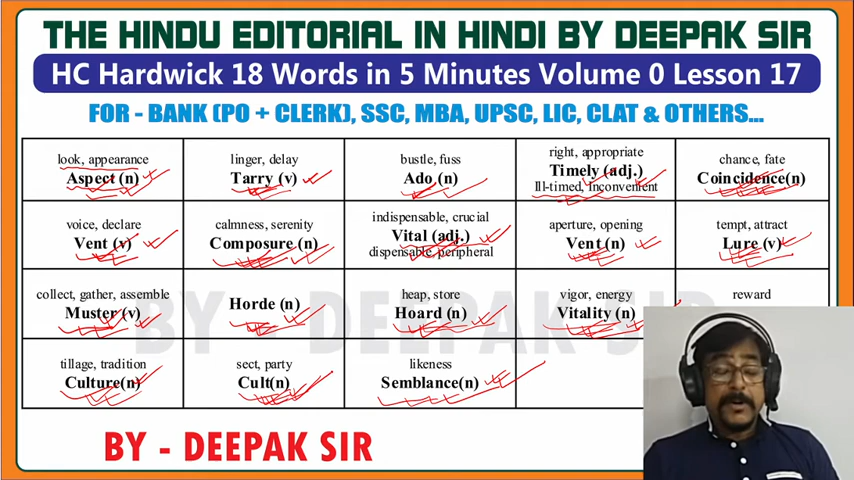 THE HINDU EDITORIAL IN HINDI BY DEEPAK SIR
HC Hardwick 18 Words in 5 Minutes Volume 0 Lesson 17
FOR - BANK (PO + CLERK), SSC, MBA, UPSC, LIC, CLAT & OTHERS...
look, appearance
Aspect (n)
linger, delay
Tarry (v)
bustle, fuss
Ado (n)
right, appropriate
Timely (adj.)
Ill-timed, Inconvenient
chance, fate
Coincidence(n)
voice, declare
Vent (v)
calmness, serenity
Composure (n)
indispensable, crucial
Vital (adj.)
dispensable, peripheral
aperture, opening
Vent (n)
tempt, attract
Lure (v)
collect, gather, assemble
Muster (v)
Horde (n)
heap, store
Hoard (n)
vigor, energy
Vitality (n)
reward
tillage, tradition
Culture(n)
sect, party
Cult(n)
likeness
Semblance(n)
BY - DEEPAK SIR
BY - DEEPAK SIR